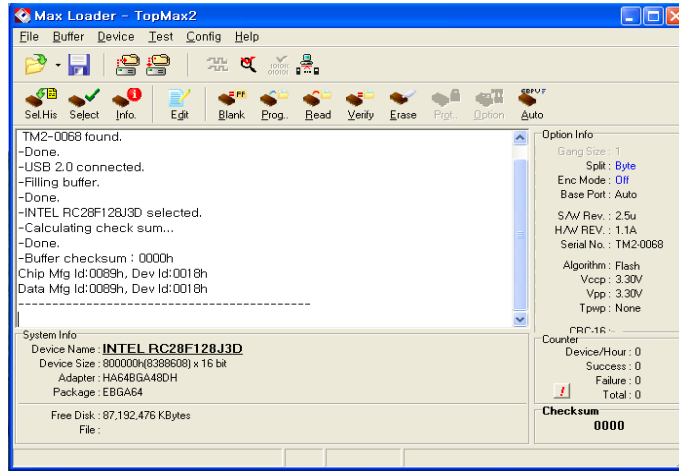 Max Loader - TopMax2
File Buffer Device Test Config Help
Sel.His Select Info. Edit Blank Prog.. Read Verify Erase Prot.. Option Auto
TM2-0068 found.
-Done.
-USB 2.0 connected.
-Filling buffer.
-Done.
-INTEL RC28F128J3D selected.
-Calculating check sum...
-Done.
-Buffer checksum : 0000h
Chip Mfg Id:0089h, Dev Id:0018h
Data Mfg Id:0089h, Dev Id:0018h
--------------------------------------------
Option Info
Gang Size : 1
Split : Byte
Enc Mode : Off
Base Port : Auto
S/W Rev. : 2.5u
H/W REV. : 1.1A
Serial No. : TM2-0068
Algorithm : Flash
Vccp : 3.30V
Vpp : 3.30V
Tpwp : None
CRC-16 :
System Info
Device Name : INTEL RC28F128J3D
Device Size : 800000h(8388608) x 16 bit
Adapter : HA64BGA48DH
Package : EBGA64
Free Disk : 87,192,476 KBytes
File :
Counter
Device/Hour : 0
Success : 0
Failure : 0
! Total : 0
Checksum
0000